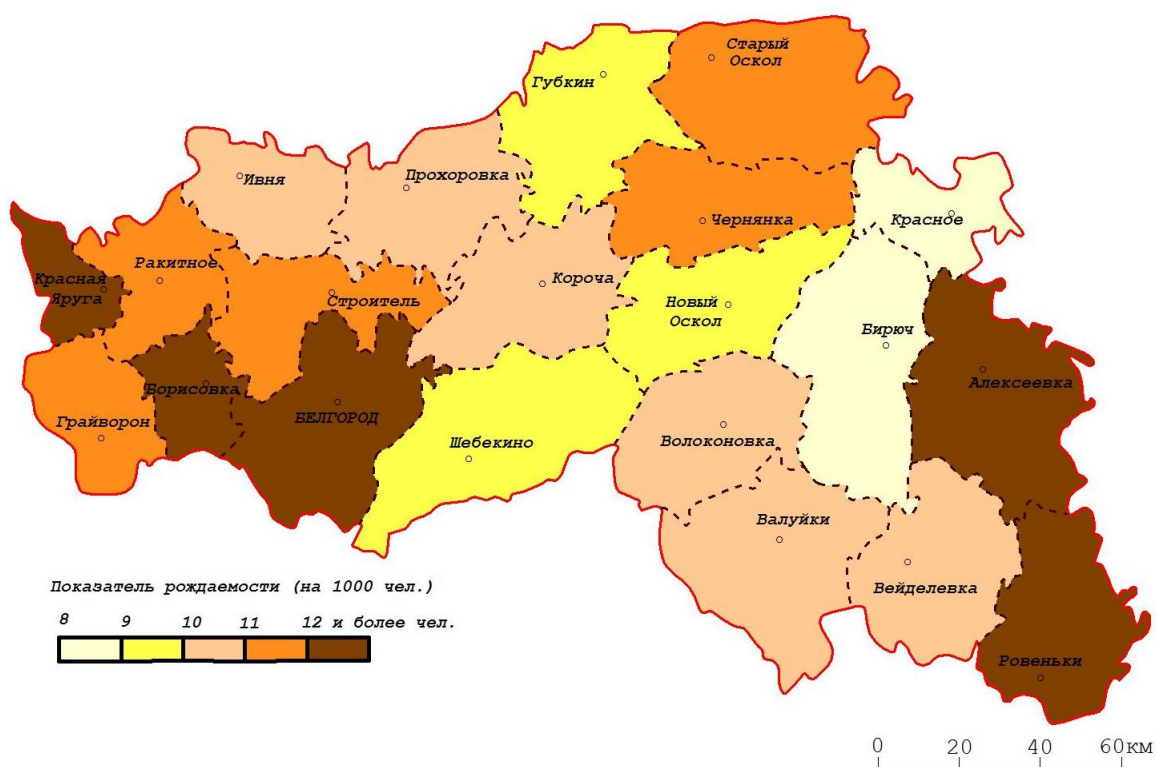 Старый
Оскол
Губкин
Ивня
Прохоровка
Красное
Чернянка
Ракитное
Красная
Яруга
Короча
Строитель
Новый
Оскол
Бирюч
Алексеевка
Борисовка
БЕЛГОРОД
Грайворон
Шебекино
Волоконовка
Валуйки
Вейделевка
Ровеньки
Показатель рождаемости (на 1000 чел.)
8 9 10 11 12 и более чел.
0 20 40 60км